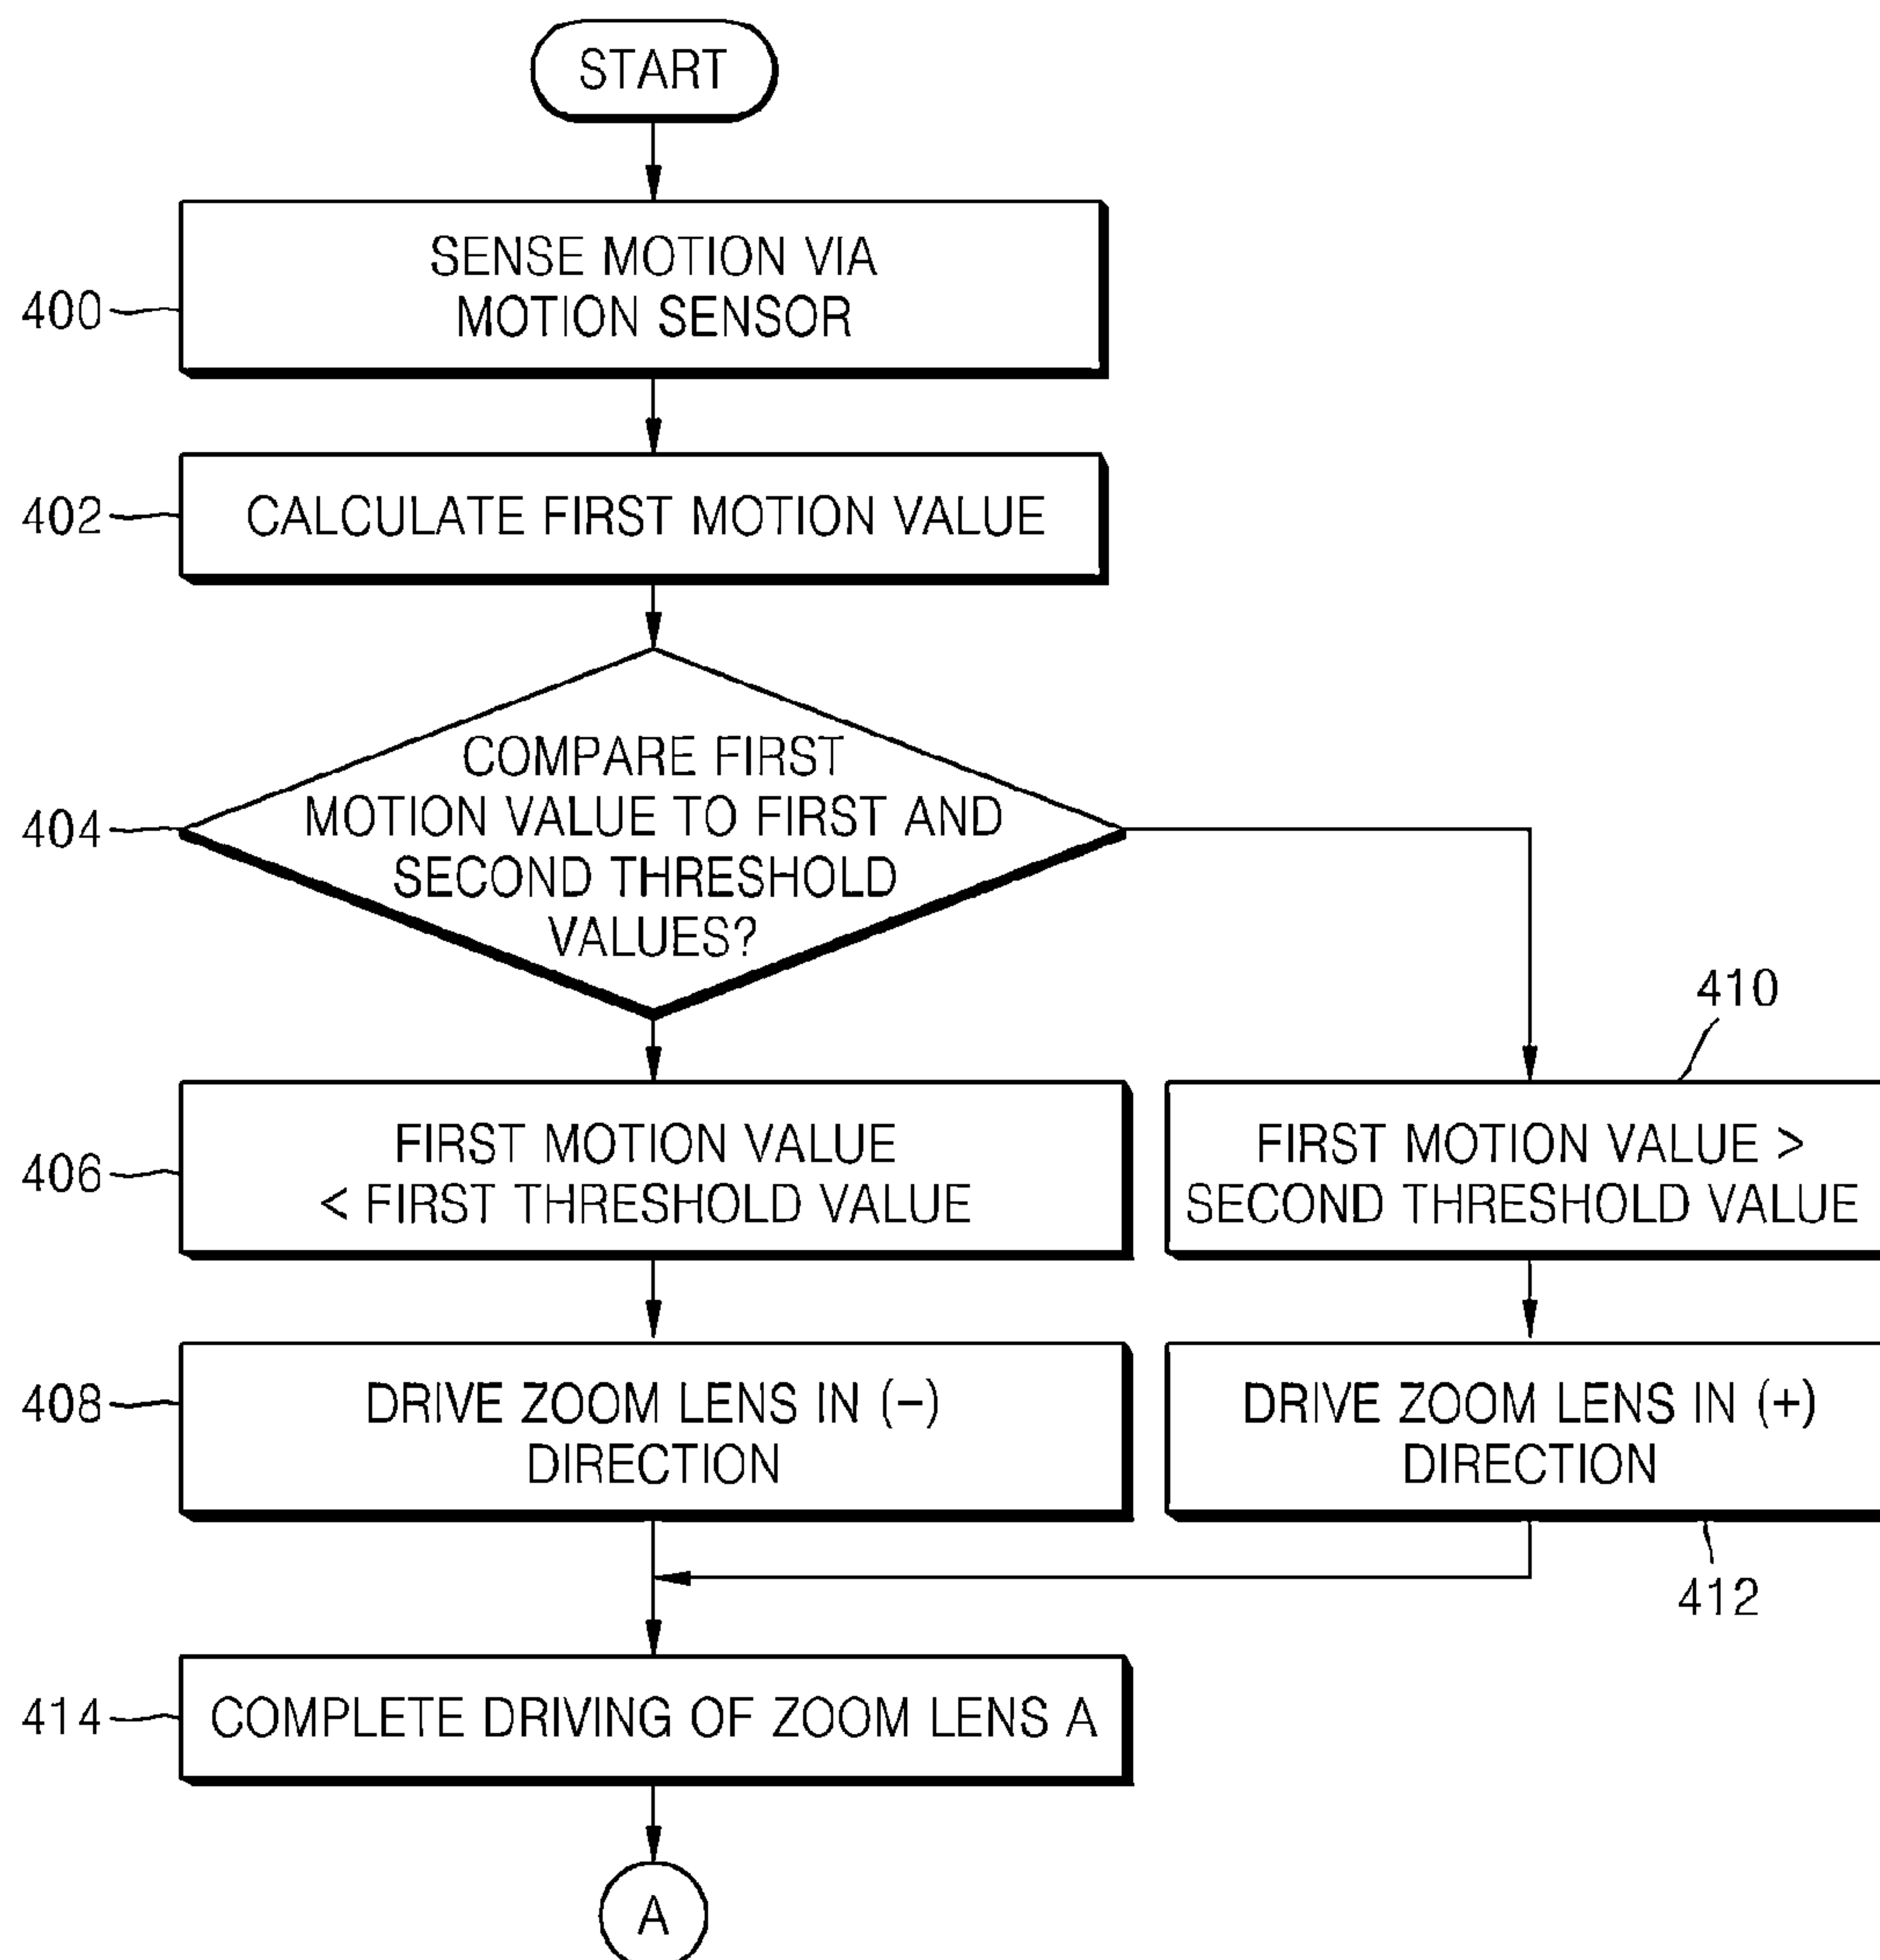 START
SENSE MOTION VIA
MOTION SENSOR
400
CALCULATE FIRST MOTION VALUE
402
COMPARE FIRST
MOTION VALUE TO FIRST AND
SECOND THRESHOLD
VALUES?
404
410
FIRST MOTION VALUE
< FIRST THRESHOLD VALUE
406
FIRST MOTION VALUE >
SECOND THRESHOLD VALUE
DRIVE ZOOM LENS IN (−)
DIRECTION
408
DRIVE ZOOM LENS IN (+)
DIRECTION
412
COMPLETE DRIVING OF ZOOM LENS A
414
A